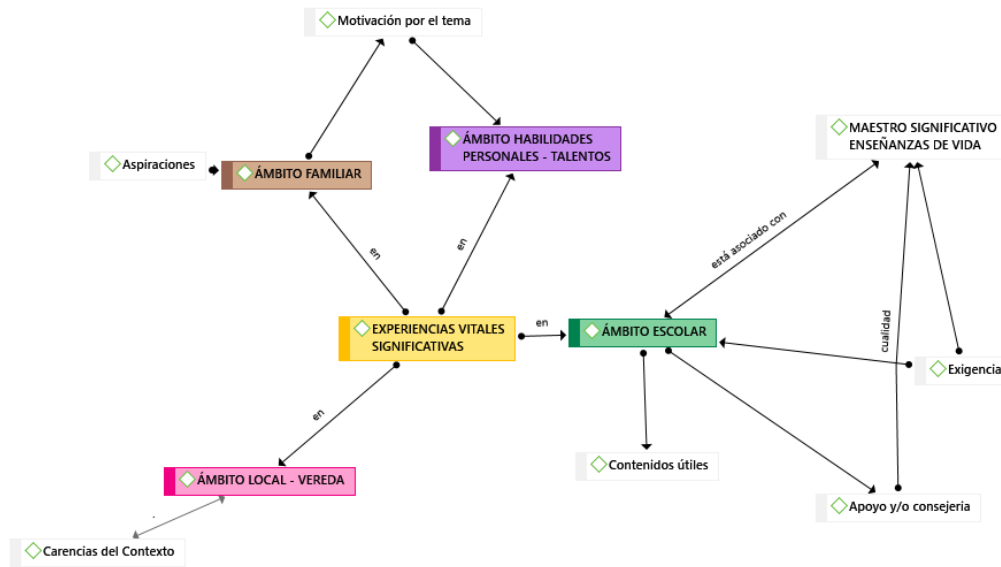 Motivación por el tema
MAESTRO SIGNIFICATIVO
ENSEÑANZAS DE VIDA
ÁMBITO HABILIDADES
PERSONALES - TALENTOS
Aspiraciones
ÁMBITO FAMILIAR
está asociado con
en
en
EXPERIENCIAS VITALES
SIGNIFICATIVAS
en
ÁMBITO ESCOLAR
cualidad
Exigencia
en
Contenidos útiles
ÁMBITO LOCAL - VEREDA
Apoyo y/o consejeria
Carencias del Contexto